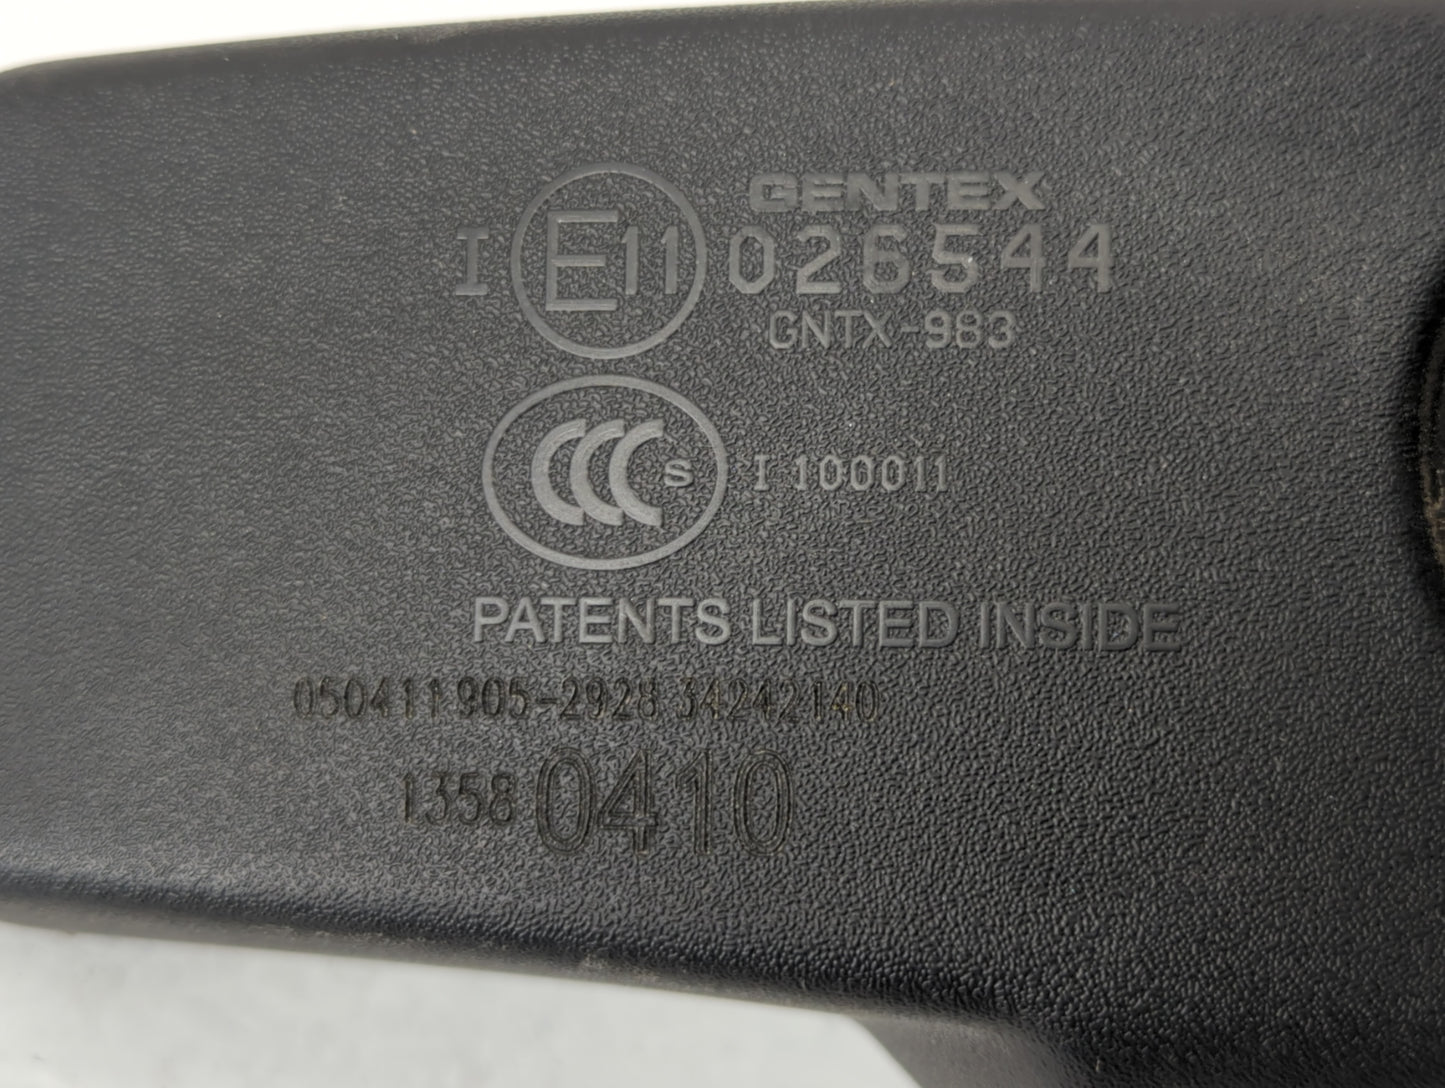 GENTEX
I E11 026544
GNTX-983
CCC S I 100011
PATENTS LISTED INSIDE
050411905-2928 34242140
1358 0410